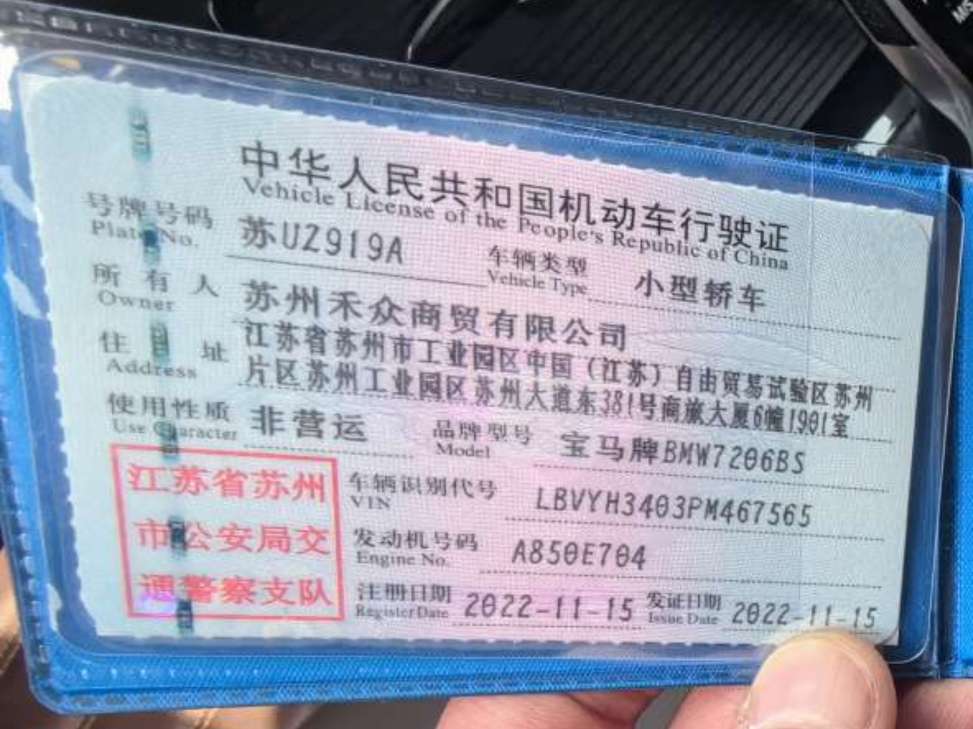 中华人民共和国机动车行驶证
Vehicle License of the People's Republic of China
号牌号码 苏UZ919A 车辆类型 小型轿车
Plate No. Vehicle Type
所有人 苏州禾众商贸有限公司
Owner
住址 江苏省苏州市工业园区中国（江苏）自由贸易试验区苏州
Address 片区苏州工业园区苏州大道东381号商旅大厦6幢1901室
使用性质 非营运 品牌型号 宝马牌BMW7206BS
Use Character Model
江苏省苏州 车辆识别代号 LBVYH3403PM467565
VIN
市公安局交 发动机号码 A850E704
Engine No.
通警察支队 注册日期 2022-11-15 发证日期 2022-11-15
Register Date Issue Date